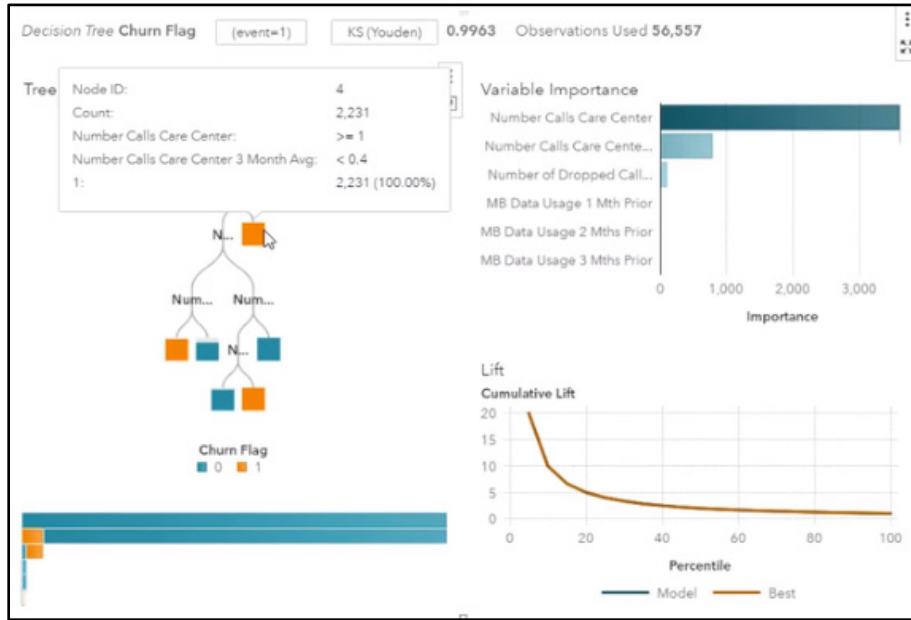 Decision Tree Churn Flag (event=1) KS (Youden) 0.9963 Observations Used 56,557
Tree
Node ID: 4
Count: 2,231
Number Calls Care Center: >= 1
Number Calls Care Center 3 Month Avg: < 0.4
1: 2,231 (100.00%)
N...
Num... Num...
N...
Churn Flag
0 1
Variable Importance
Number Calls Care Center
Number Calls Care Cente...
Number of Dropped Call...
MB Data Usage 1 Mth Prior
MB Data Usage 2 Mths Prior
MB Data Usage 3 Mths Prior
0 1,000 2,000 3,000
Importance
Lift
Cumulative Lift
20
15
10
5
0
0 20 40 60 80 100
Percentile
Model Best